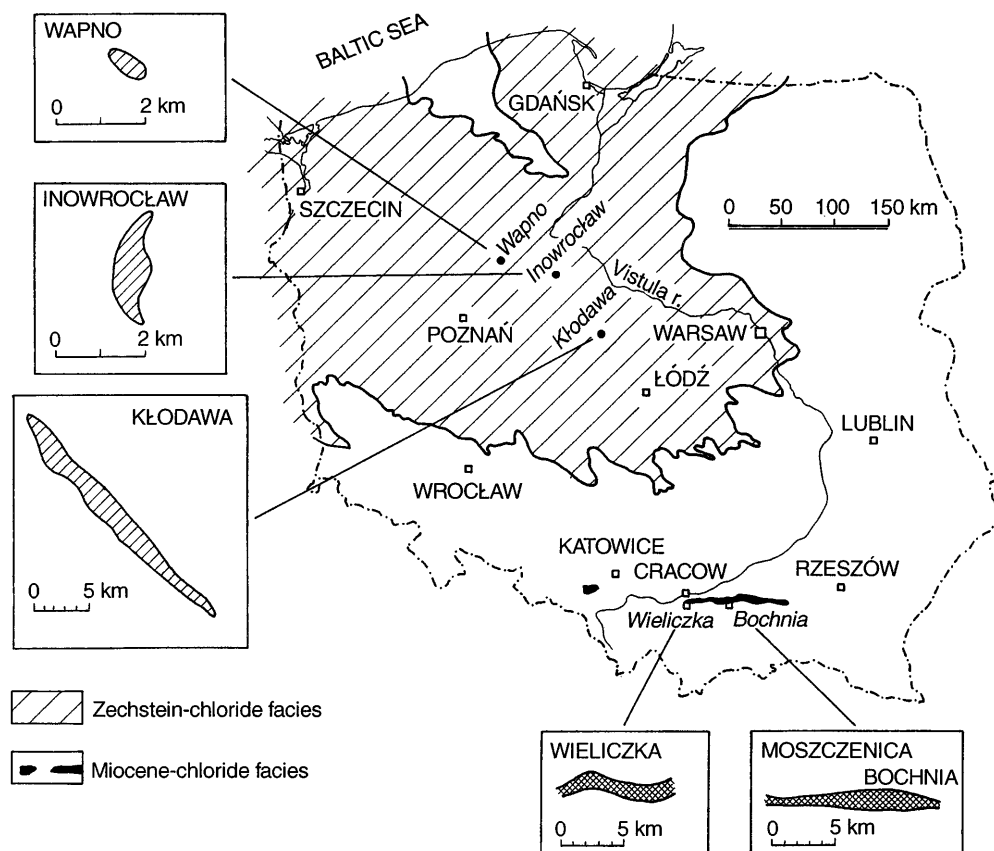 WAPNO
0 2 km
BALTIC SEA
GDAŃSK
INOWROCŁAW
0 2 km
SZCZECIN
0 50 100 150 km
Wapno
Inowrocław
Vistula r.
Kłodawa
POZNAŃ
WARSAW
ŁÓDŹ
KŁODAWA
0 5 km
LUBLIN
WROCŁAW
KATOWICE
CRACOW
RZESZÓW
Wieliczka
Bochnia
Zechstein-chloride facies
Miocene-chloride facies
WIELICZKA
0 5 km
MOSZCZENICA
BOCHNIA
0 5 km